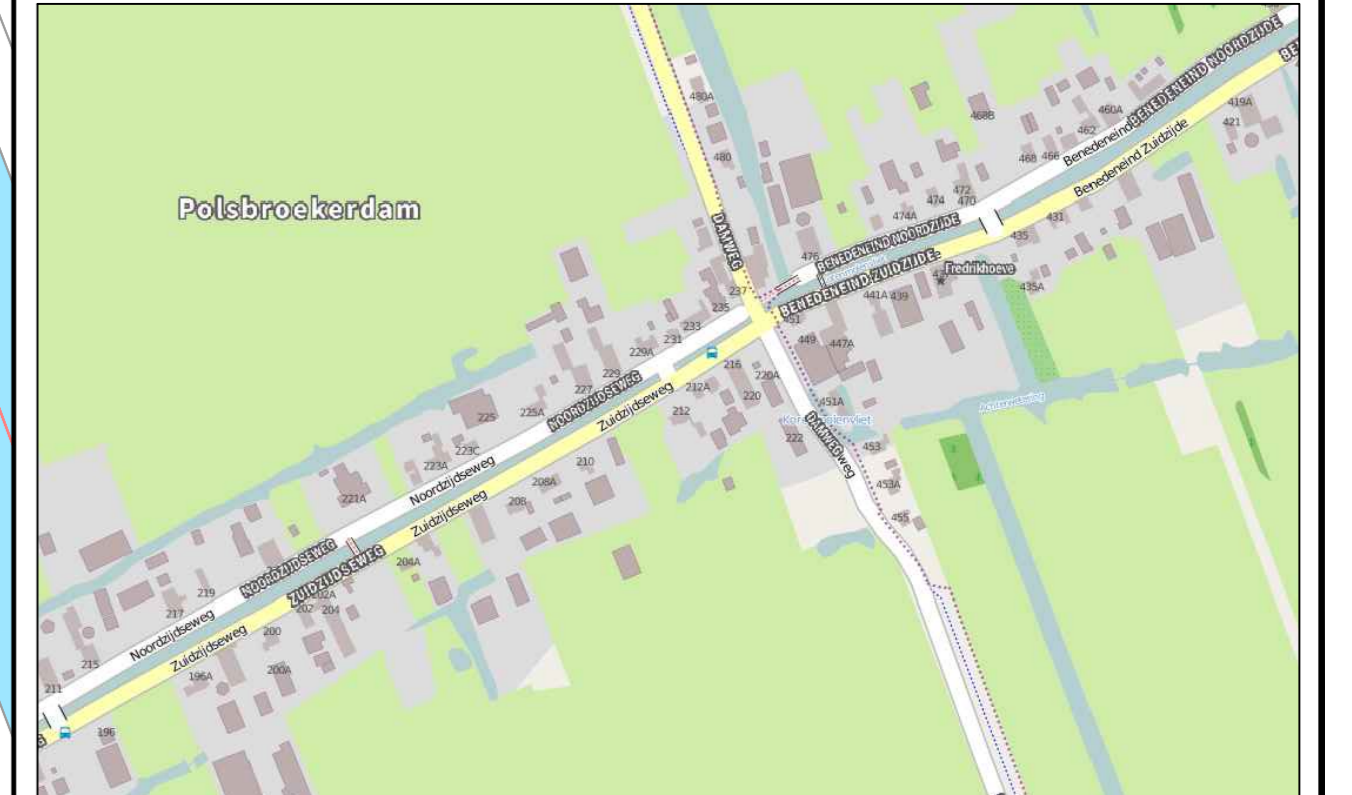 BENEDENEIND NOORDZIJDE
480A
468B
460A
419A
421
462
Benedeneind
Benedeneind Zuidzijde
480
468
466
472
470
474
474A
Polsbroekerdam
431
435
DAMWEG
BENEDENEIND NOORDZIJDE
476
BENEDENEIND ZUIDZIJDE
Fredrikhoeve
435A
237
441A
439
235
451
233
449
447A
231
229A
216
220A
229
NOORDZIJDSEWEG
227
212A
220
Zuidzijdseweg
451A
225
225A
212
222
DAMWEG
weg
453
223C
223A
210
Noordzijdseweg
208A
453A
221A
208
Zuidzijdseweg
455
NOORDZIJDSEWEG
ZUIDZIJDSEWEG
204A
219
202A
217
202
204
Noordzijdseweg
200
Zuidzijdseweg
215
200A
196A
211
196
Achterwetering